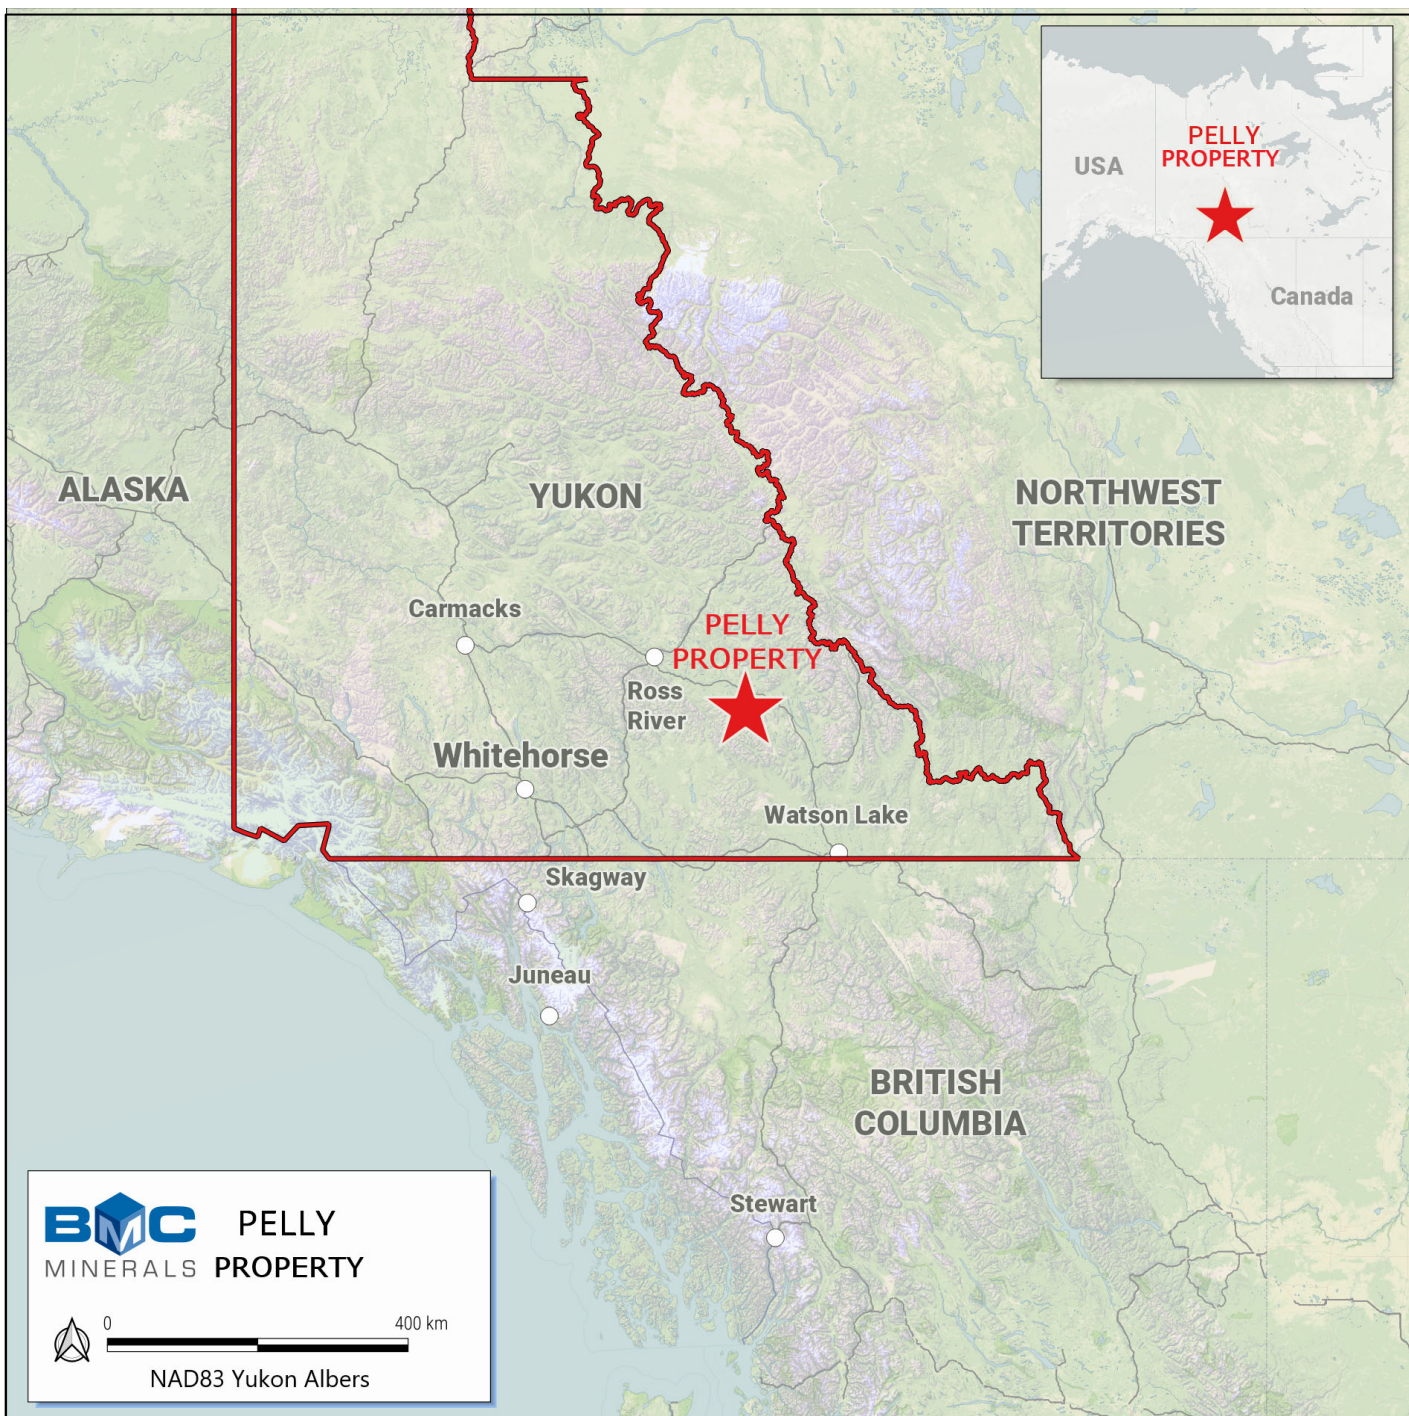 PELLY
PROPERTY
USA
Canada
ALASKA
YUKON
NORTHWEST
TERRITORIES
Carmacks
PELLY
PROPERTY
Ross
River
Whitehorse
Watson Lake
Skagway
Juneau
BRITISH
COLUMBIA
Stewart
BMC
MINERALS
PELLY
PROPERTY
0
400 km
NAD83 Yukon Albers